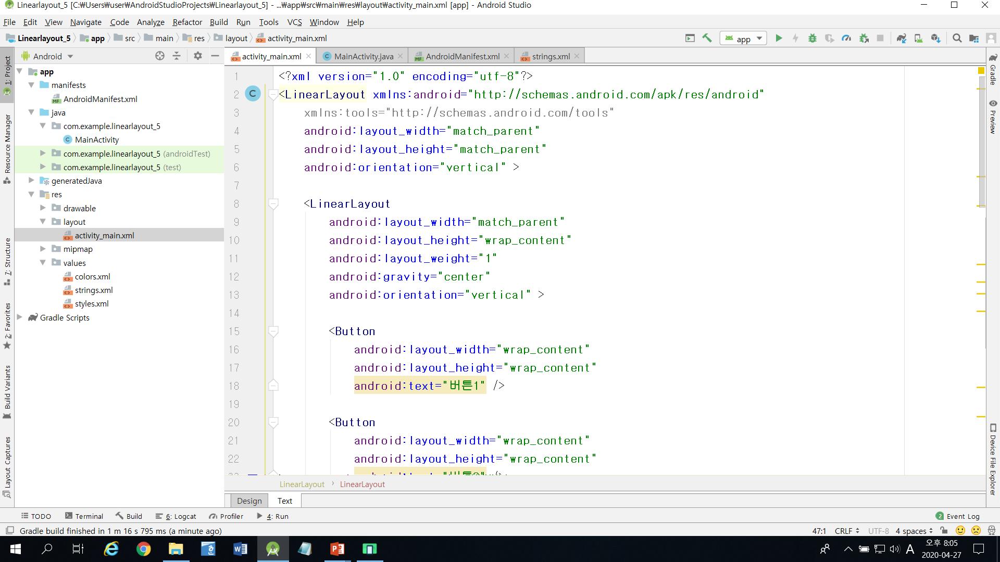 Linearlayout_5 [C:₩Users₩user₩AndroidStudioProjects₩Linearlayout_5] - ...₩app₩src₩main₩res₩layout₩activity_main.xml [app] - Android Studio
File Edit View Navigate Code Analyze Refactor Build Run Tools VCS Window Help
Linearlayout_5 app src main res layout activity_main.xml app
Android
activity_main.xml MainActivity.java AndroidManifest.xml strings.xml
1: Project
Resource Manager
7: Structure
2: Favorites
Build Variants
Layout Captures
app
manifests
AndroidManifest.xml
java
com.example.linearlayout_5
MainActivity
com.example.linearlayout_5 (androidTest)
com.example.linearlayout_5 (test)
generatedJava
res
drawable
layout
activity_main.xml
mipmap
values
colors.xml
strings.xml
styles.xml
Gradle Scripts
1 <?xml version="1.0" encoding="utf-8"?>
2 <LinearLayout xmlns:android="http://schemas.android.com/apk/res/android"
3 xmlns:tools="http://schemas.android.com/tools"
4 android:layout_width="match_parent"
5 android:layout_height="match_parent"
6 android:orientation="vertical" >
7
8 <LinearLayout
9 android:layout_width="match_parent"
10 android:layout_height="wrap_content"
11 android:layout_weight="1"
12 android:gravity="center"
13 android:orientation="vertical" >
14
15 <Button
16 android:layout_width="wrap_content"
17 android:layout_height="wrap_content"
18 android:text="버튼1" />
19
20 <Button
21 android:layout_width="wrap_content"
22 android:layout_height="wrap_content"
LinearLayout › LinearLayout
Design Text
Gradle
Preview
Device File Explorer
TODO Terminal Build 6: Logcat Profiler 4: Run 2 Event Log
Gradle build finished in 1 m 16 s 795 ms (a minute ago) 47:1 CRLF UTF-8 4 spaces
A 오후 8:05
2020-04-27